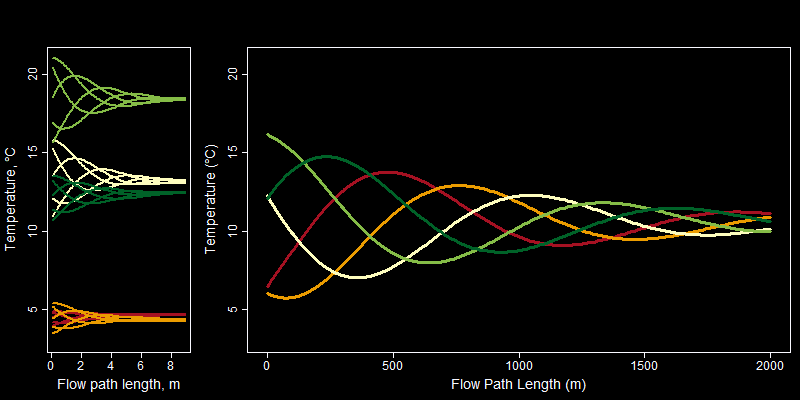 Temperature, °C
20
15
10
5
0 2 4 6 8
Flow path length, m
Temperature (°C)
20
15
10
5
0 500 1000 1500 2000
Flow Path Length (m)